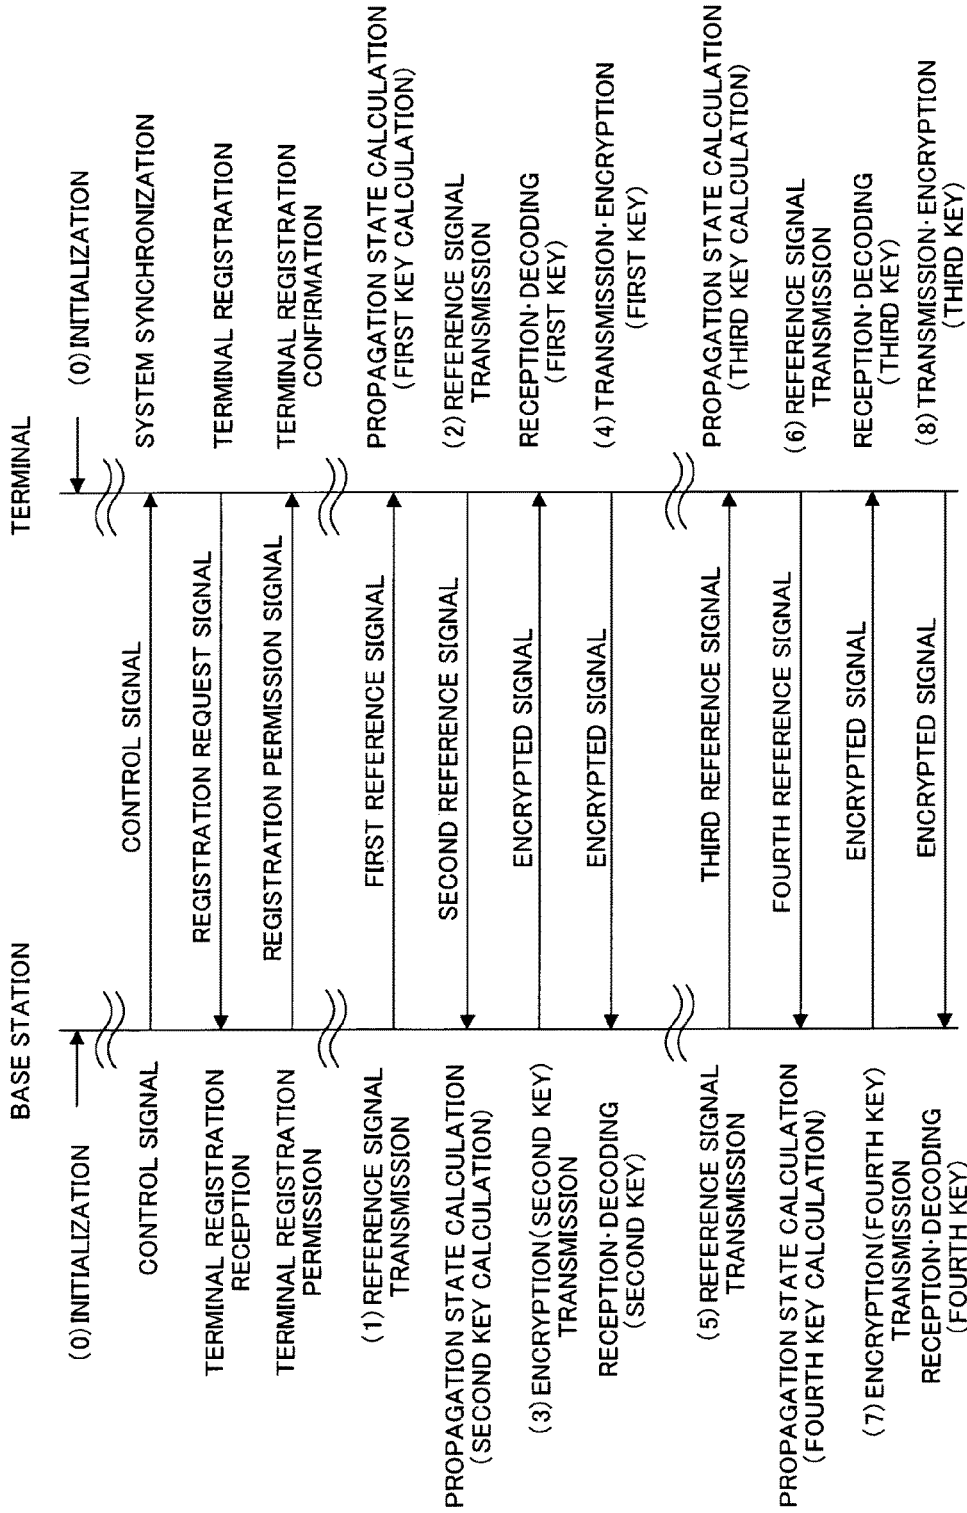 BASE STATION
TERMINAL
(0) INITIALIZATION
(0) INITIALIZATION
CONTROL SIGNAL
CONTROL SIGNAL
SYSTEM SYNCHRONIZATION
TERMINAL REGISTRATION
RECEPTION
REGISTRATION REQUEST SIGNAL
TERMINAL REGISTRATION
TERMINAL REGISTRATION
PERMISSION
REGISTRATION PERMISSION SIGNAL
TERMINAL REGISTRATION
CONFIRMATION
(1) REFERENCE SIGNAL
TRANSMISSION
FIRST REFERENCE SIGNAL
PROPAGATION STATE CALCULATION
(FIRST KEY CALCULATION)
PROPAGATION STATE CALCULATION
(SECOND KEY CALCULATION)
SECOND REFERENCE SIGNAL
(2) REFERENCE SIGNAL
TRANSMISSION
(3) ENCRYPTION(SECOND KEY)
TRANSMISSION
ENCRYPTED SIGNAL
RECEPTION·DECODING
(FIRST KEY)
RECEPTION·DECODING
(SECOND KEY)
ENCRYPTED SIGNAL
(4) TRANSMISSION·ENCRYPTION
(FIRST KEY)
(5) REFERENCE SIGNAL
TRANSMISSION
THIRD REFERENCE SIGNAL
PROPAGATION STATE CALCULATION
(THIRD KEY CALCULATION)
PROPAGATION STATE CALCULATION
(FOURTH KEY CALCULATION)
FOURTH REFERENCE SIGNAL
(6) REFERENCE SIGNAL
TRANSMISSION
(7) ENCRYPTION(FOURTH KEY)
TRANSMISSION
ENCRYPTED SIGNAL
RECEPTION·DECODING
(THIRD KEY)
RECEPTION·DECODING
(FOURTH KEY)
ENCRYPTED SIGNAL
(8) TRANSMISSION·ENCRYPTION
(THIRD KEY)